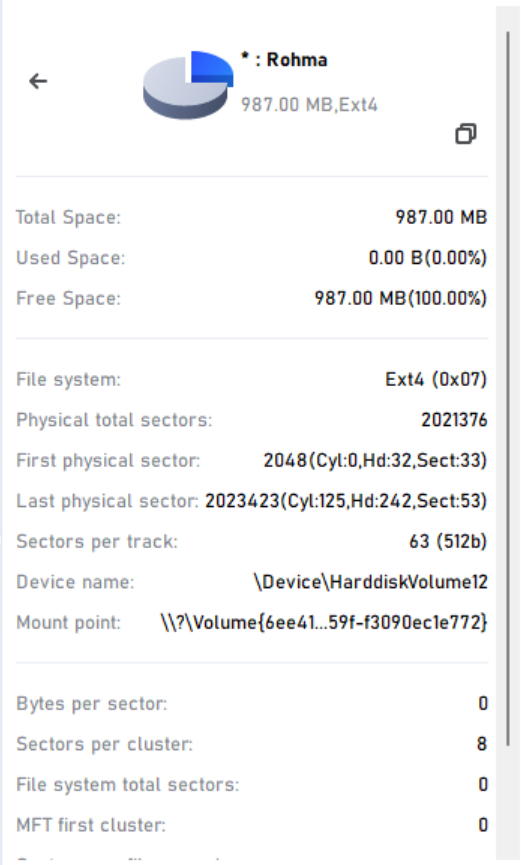 * : Rohma
987.00 MB,Ext4
Total Space: 987.00 MB
Used Space: 0.00 B(0.00%)
Free Space: 987.00 MB(100.00%)
File system: Ext4 (0x07)
Physical total sectors: 2021376
First physical sector: 2048(Cyl:0,Hd:32,Sect:33)
Last physical sector: 2023423(Cyl:125,Hd:242,Sect:53)
Sectors per track: 63 (512b)
Device name: \Device\HarddiskVolume12
Mount point: \\?\Volume{6ee41...59f-f3090ec1e772}
Bytes per sector: 0
Sectors per cluster: 8
File system total sectors: 0
MFT first cluster: 0